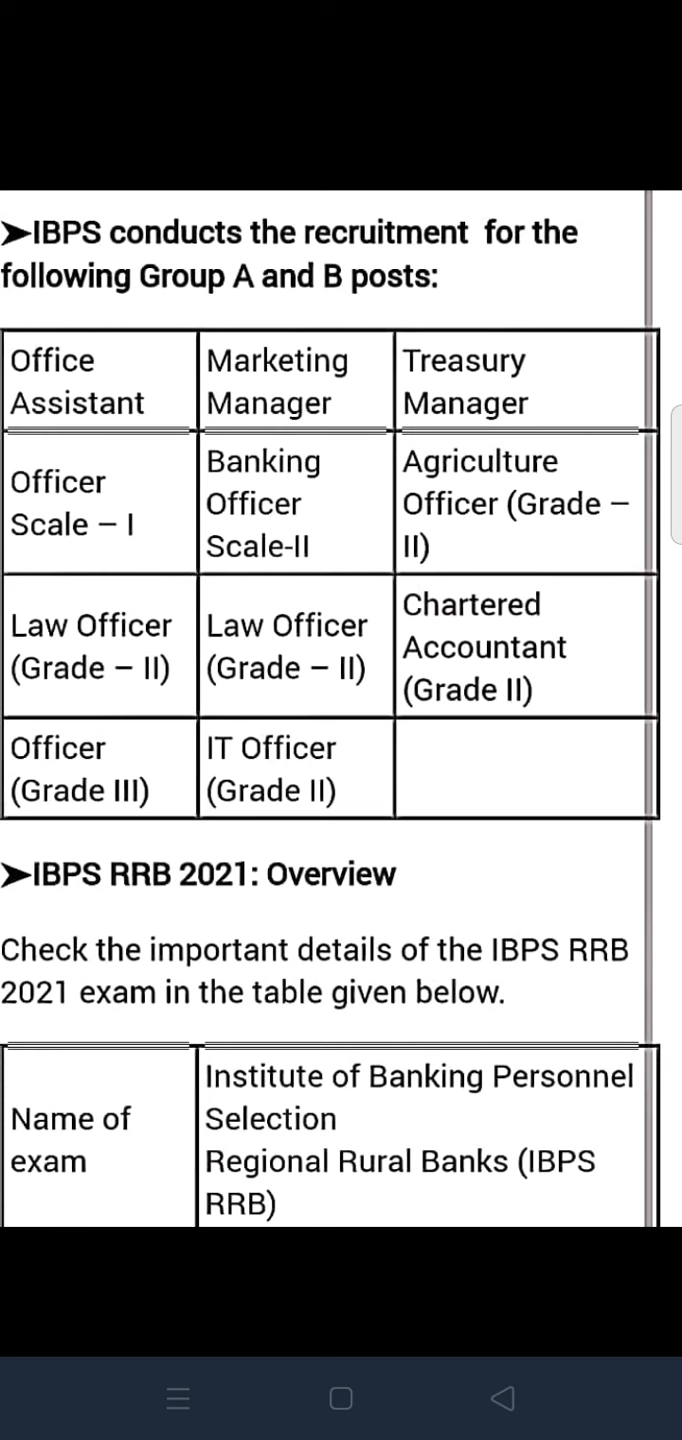 ➤IBPS conducts the recruitment for the
following Group A and B posts:
Office
Assistant
Marketing
Manager
Treasury
Manager
Officer
Scale – I
Banking
Officer
Scale-II
Agriculture
Officer (Grade –
II)
Law Officer
(Grade – II)
Law Officer
(Grade – II)
Chartered
Accountant
(Grade II)
Officer
(Grade III)
IT Officer
(Grade II)
➤IBPS RRB 2021: Overview
Check the important details of the IBPS RRB
2021 exam in the table given below.
Name of
exam
Institute of Banking Personnel
Selection
Regional Rural Banks (IBPS
RRB)